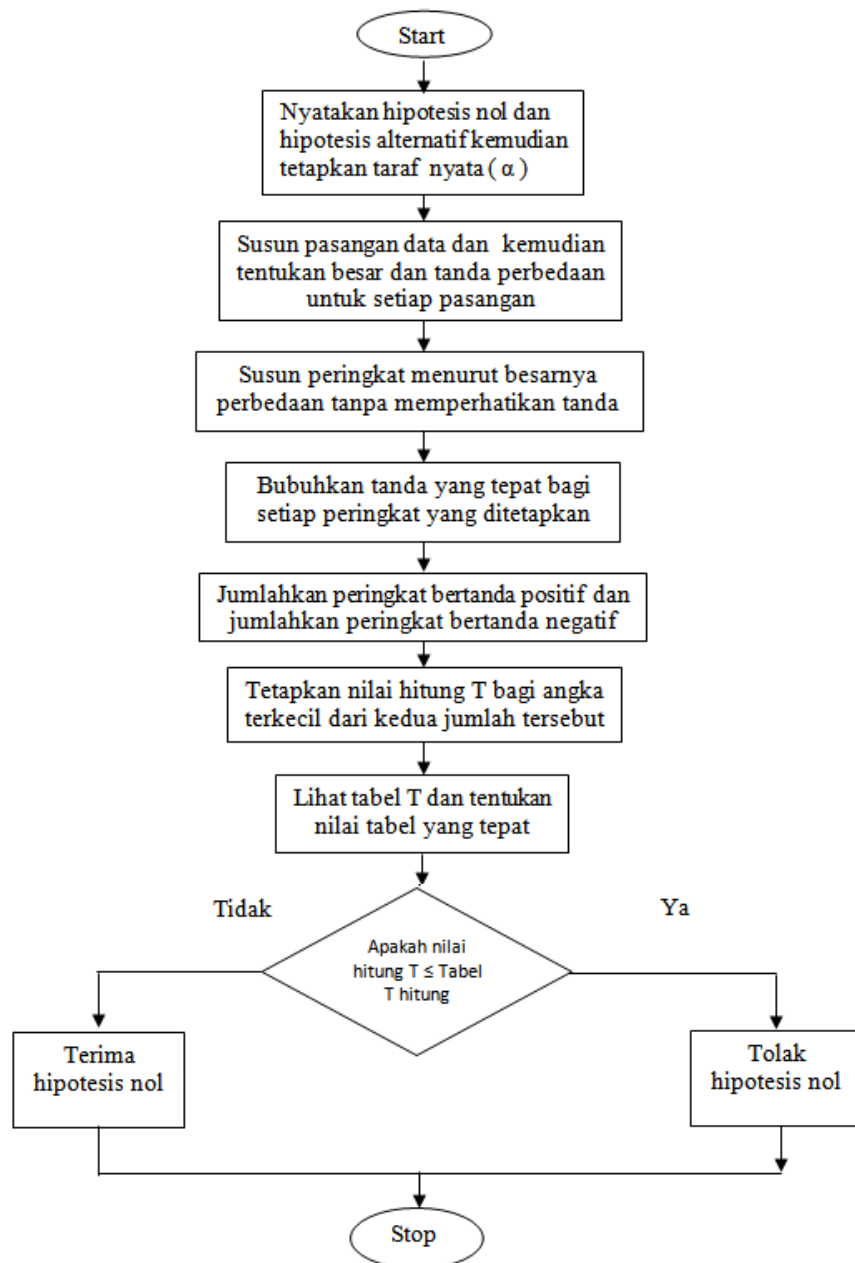 Start
Nyatakan hipotesis nol dan
hipotesis alternatif kemudian
tetapkan taraf nyata ( α )
Susun pasangan data dan kemudian
tentukan besar dan tanda perbedaan
untuk setiap pasangan
Susun peringkat menurut besarnya
perbedaan tanpa memperhatikan tanda
Bubuhkan tanda yang tepat bagi
setiap peringkat yang ditetapkan
Jumlahkan peringkat bertanda positif dan
jumlahkan peringkat bertanda negatif
Tetapkan nilai hitung T bagi angka
terkecil dari kedua jumlah tersebut
Lihat tabel T dan tentukan
nilai tabel yang tepat
Tidak
Ya
Apakah nilai
hitung T ≤ Tabel
T hitung
Terima
hipotesis nol
Tolak
hipotesis nol
Stop